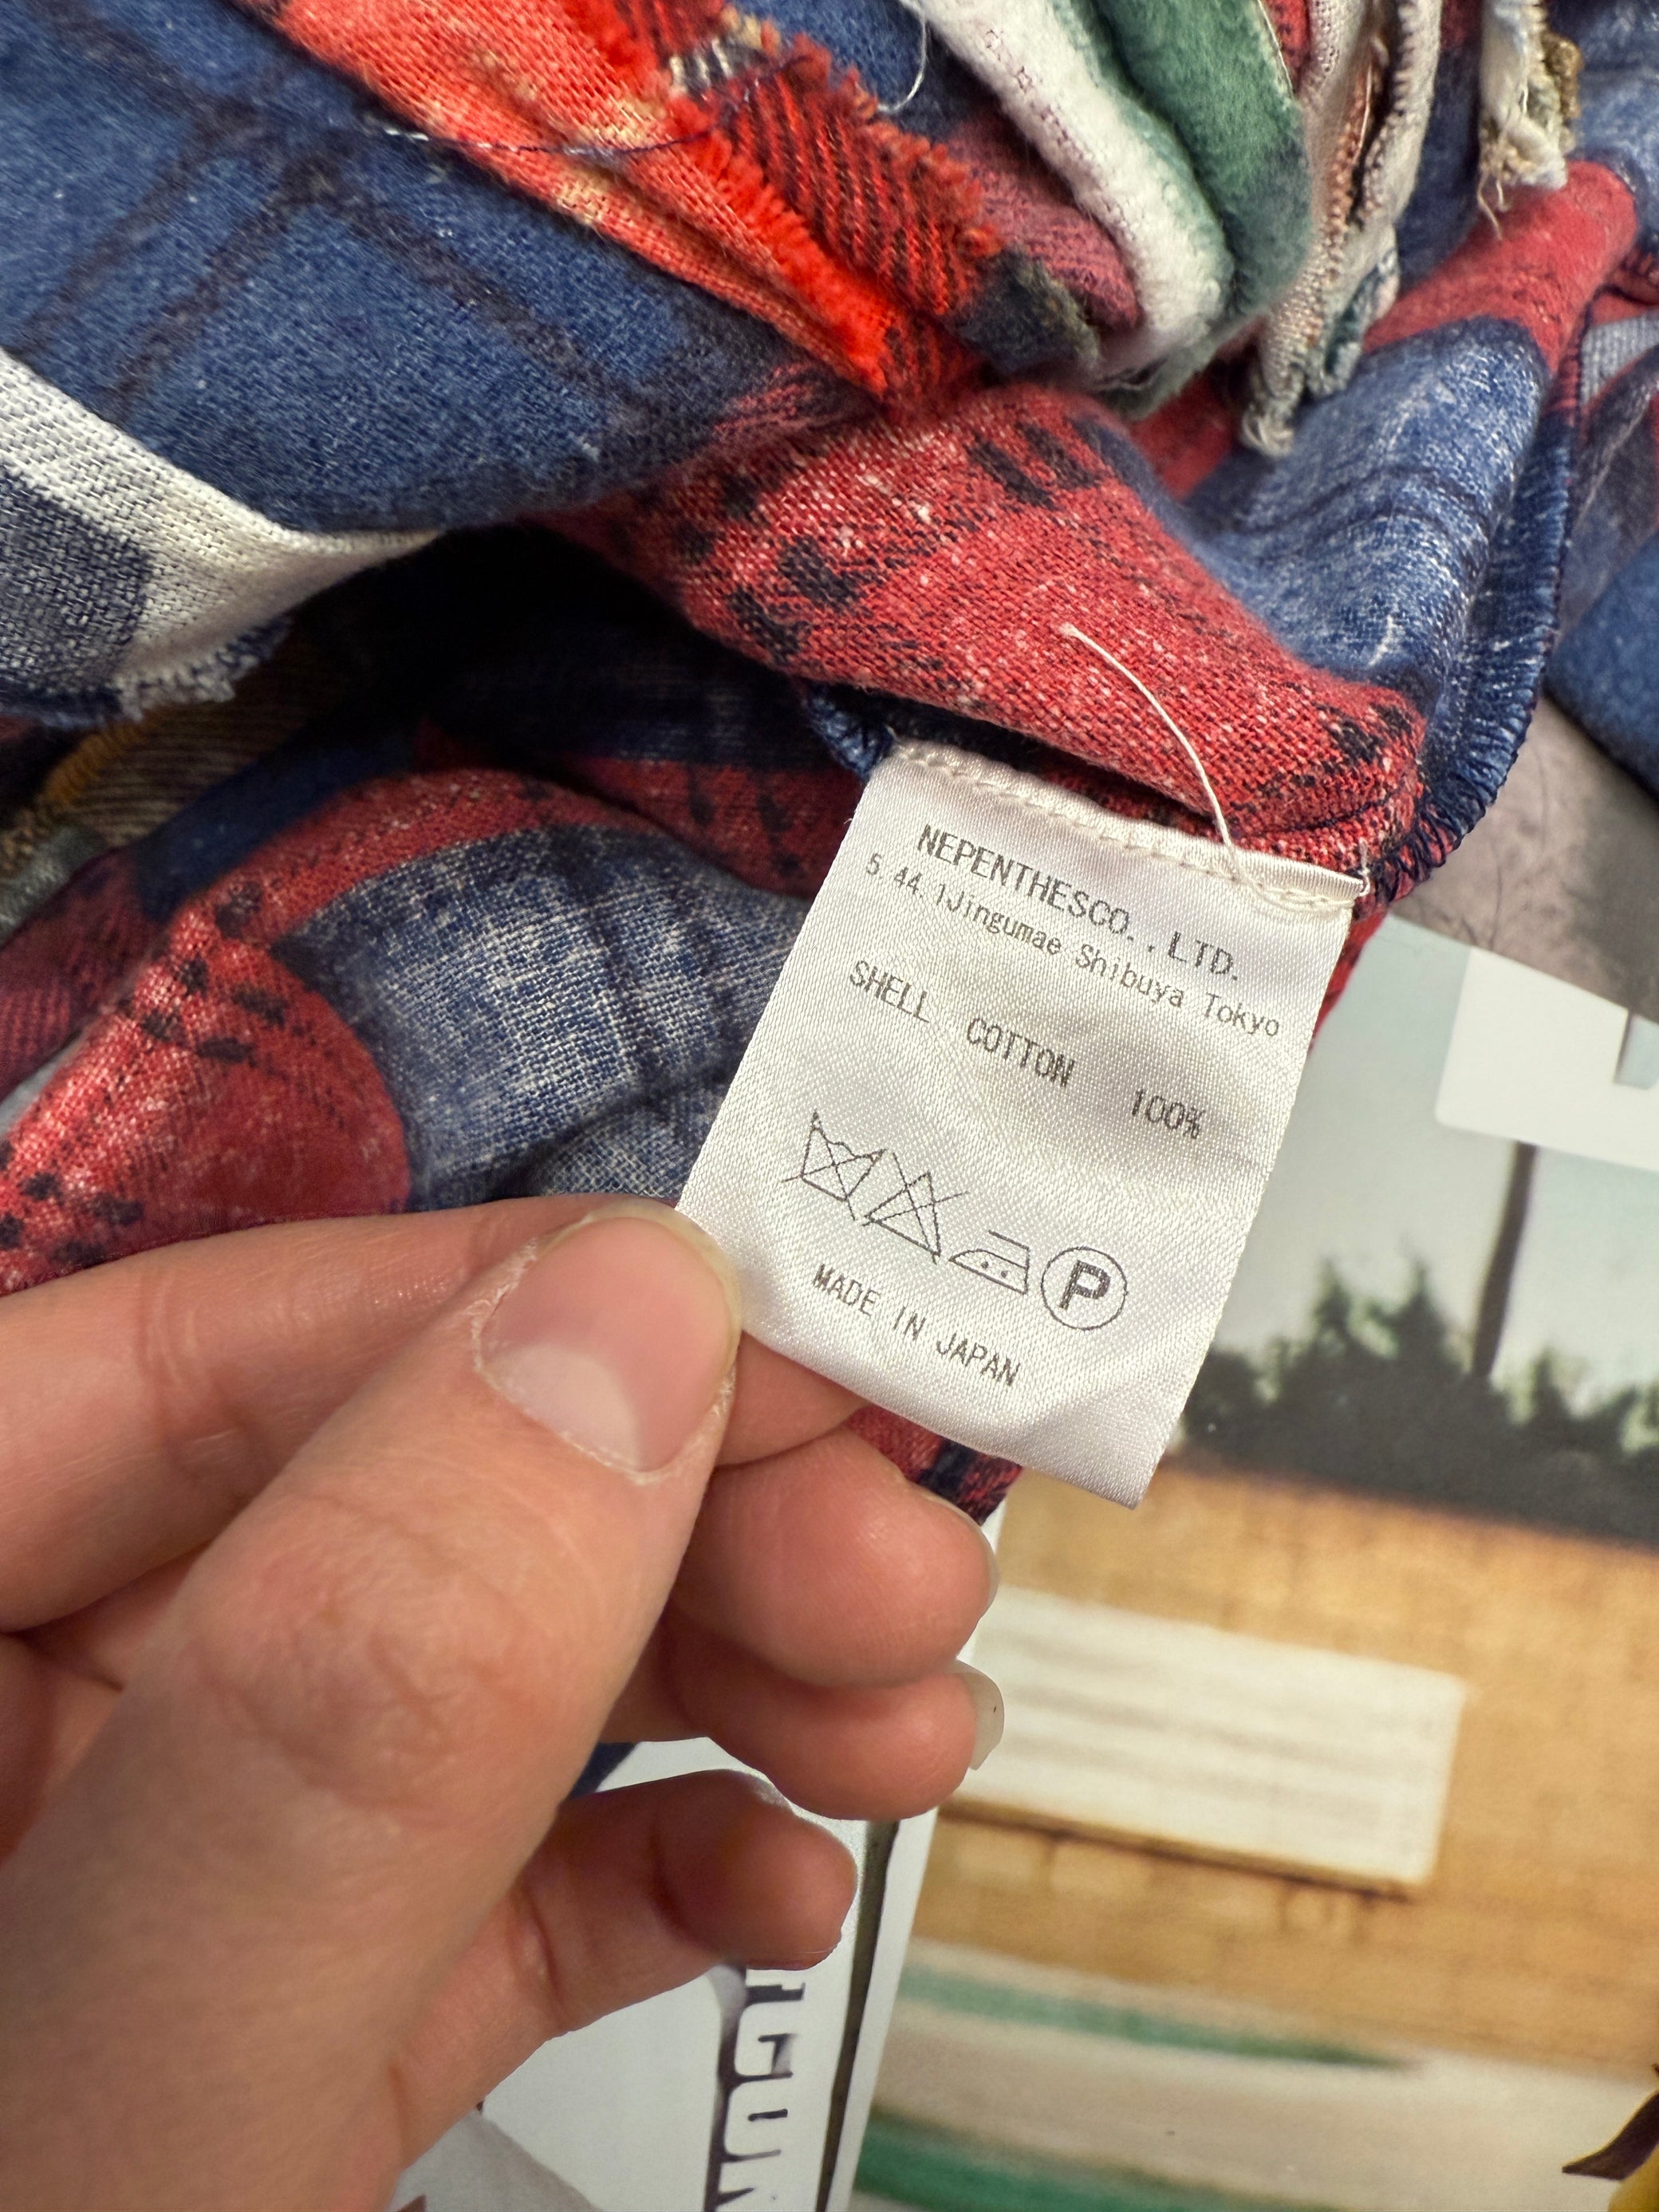 NEPENTHESCO., LTD.
5.44.1Jingumae Shibuya Tokyo
SHELL COTTON 100%
P
MADE IN JAPAN